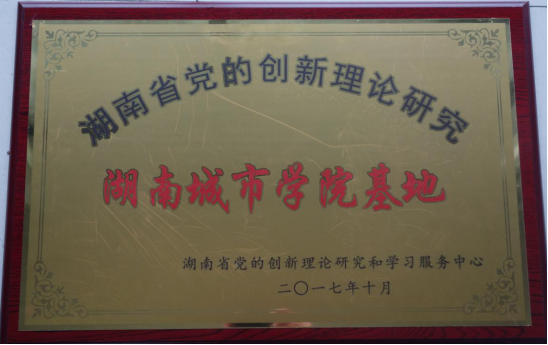 湖南省党的创新理论研究
湖南城市学院基地
湖南省党的创新理论研究和学习服务中心
二〇一七年十月